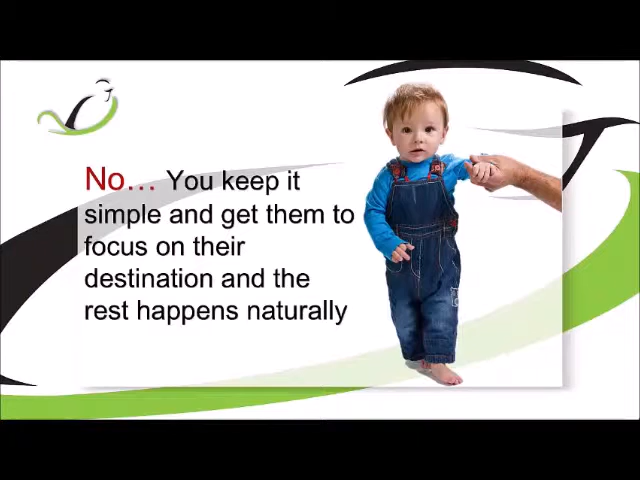 No... You keep it
simple and get them to
focus on their
destination and the
rest happens naturally